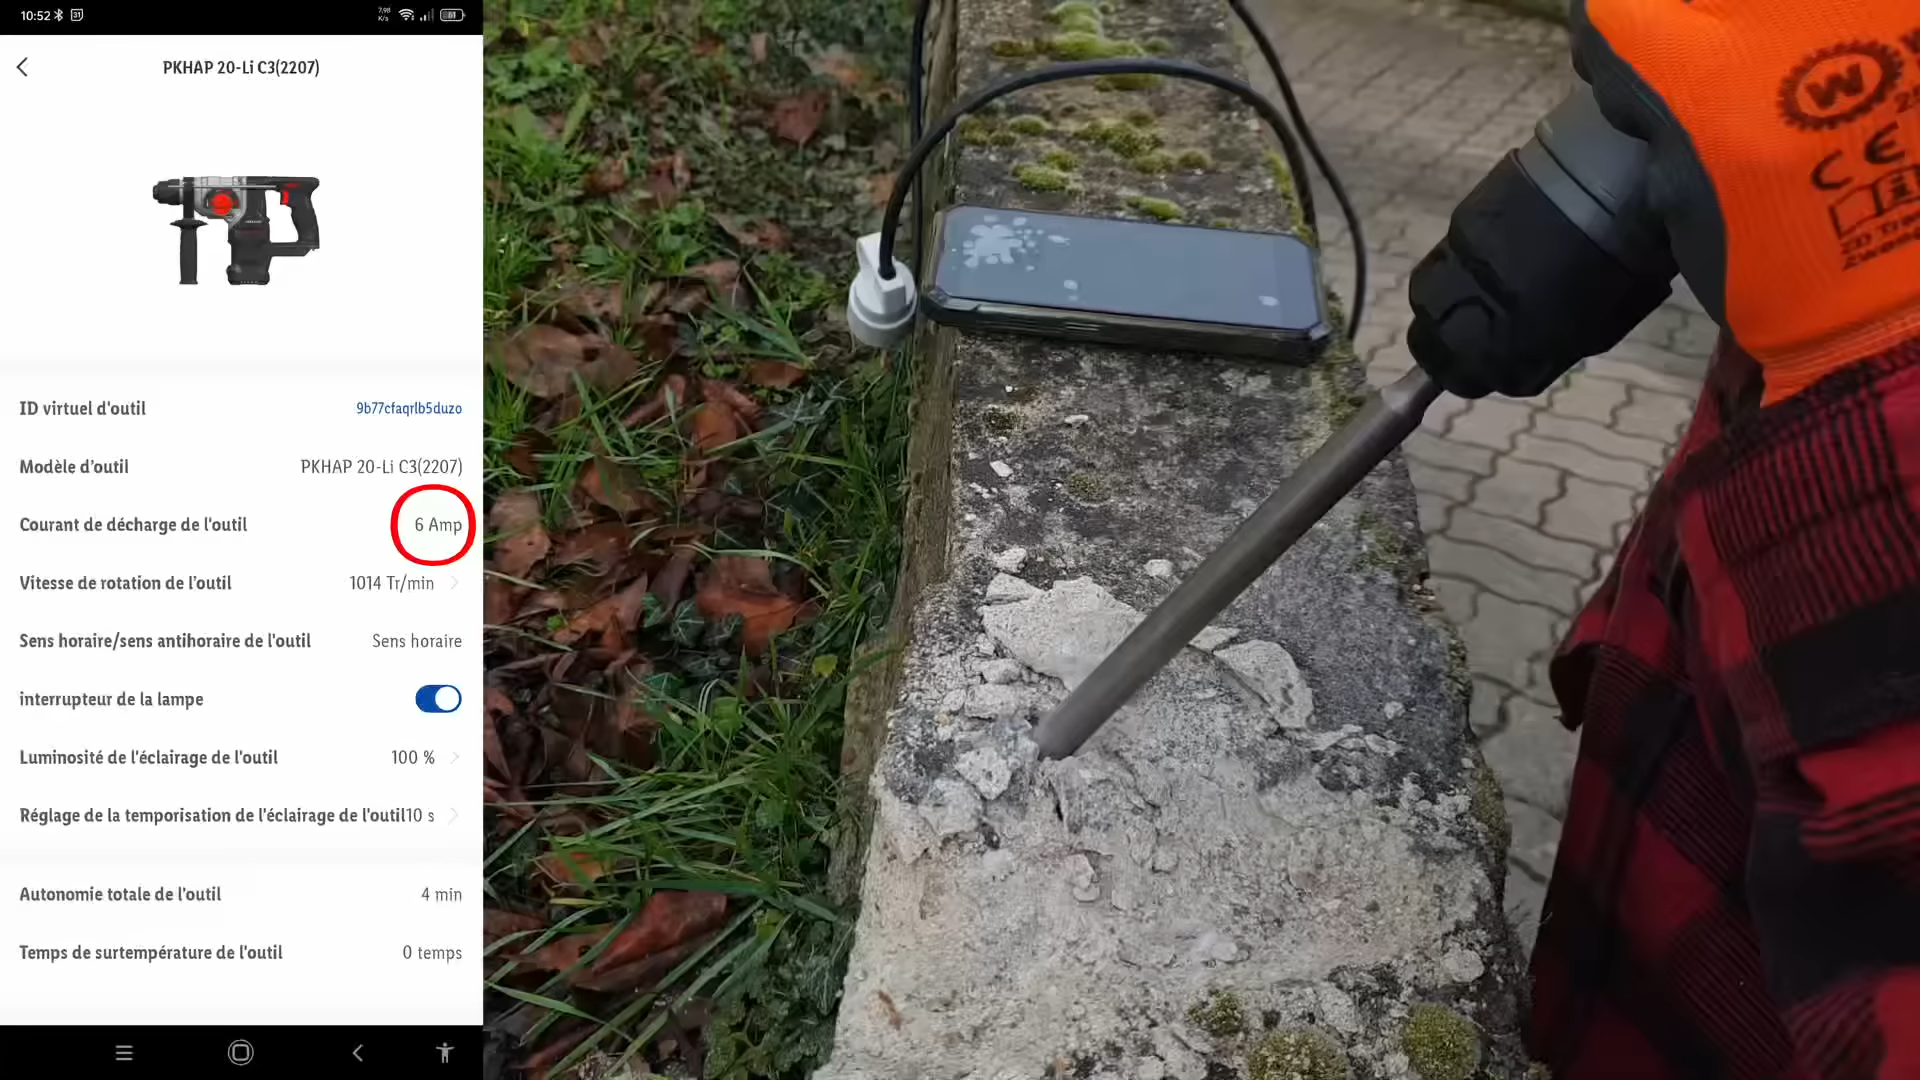 10:52
31
7,98
K/s
PKHAP 20-Li C3(2207)
ID virtuel d'outil 9b77cfaqrlb5duzo
Modèle d'outil PKHAP 20-Li C3(2207)
Courant de décharge de l'outil 6 Amp
Vitesse de rotation de l'outil 1014 Tr/min
Sens horaire/sens antihoraire de l'outil Sens horaire
interrupteur de la lampe
Luminosité de l'éclairage de l'outil 100 %
Réglage de la temporisation de l'éclairage de l'outil 10 s
Autonomie totale de l'outil 4 min
Temps de surtempérature de l'outil 0 temps
W
CE